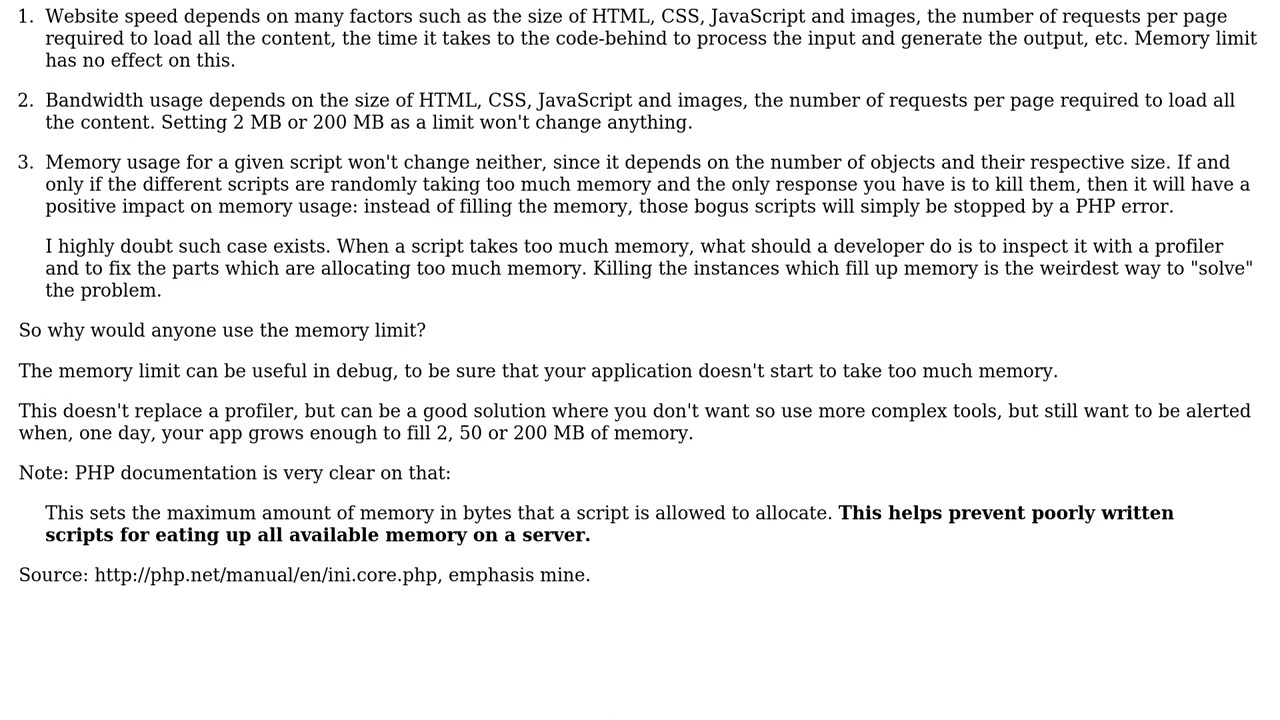 1. Website speed depends on many factors such as the size of HTML, CSS, JavaScript and images, the number of requests per page
required to load all the content, the time it takes to the code-behind to process the input and generate the output, etc. Memory limit
has no effect on this.
2. Bandwidth usage depends on the size of HTML, CSS, JavaScript and images, the number of requests per page required to load all
the content. Setting 2 MB or 200 MB as a limit won't change anything.
3. Memory usage for a given script won't change neither, since it depends on the number of objects and their respective size. If and
only if the different scripts are randomly taking too much memory and the only response you have is to kill them, then it will have a
positive impact on memory usage: instead of filling the memory, those bogus scripts will simply be stopped by a PHP error.
I highly doubt such case exists. When a script takes too much memory, what should a developer do is to inspect it with a profiler
and to fix the parts which are allocating too much memory. Killing the instances which fill up memory is the weirdest way to "solve"
the problem.
So why would anyone use the memory limit?
The memory limit can be useful in debug, to be sure that your application doesn't start to take too much memory.
This doesn't replace a profiler, but can be a good solution where you don't want so use more complex tools, but still want to be alerted
when, one day, your app grows enough to fill 2, 50 or 200 MB of memory.
Note: PHP documentation is very clear on that:
This sets the maximum amount of memory in bytes that a script is allowed to allocate. This helps prevent poorly written
scripts for eating up all available memory on a server.
Source: http://php.net/manual/en/ini.core.php, emphasis mine.